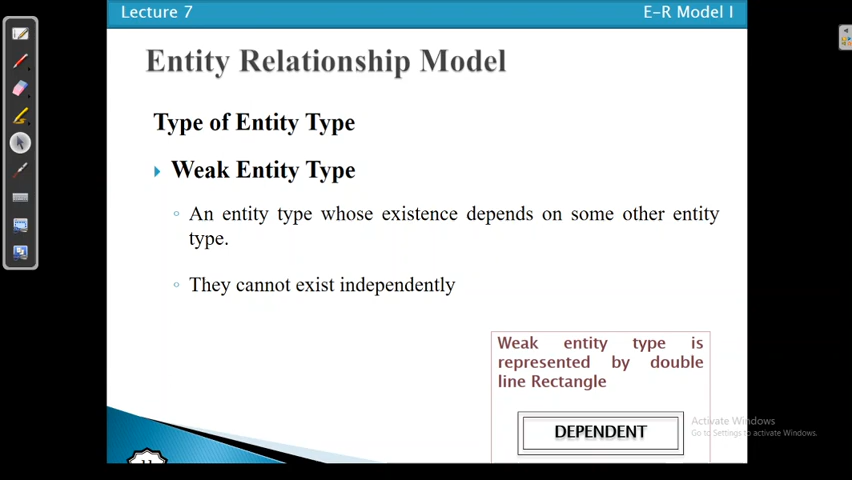 Lecture 7
E-R Model I
Entity Relationship Model
Type of Entity Type
Weak Entity Type
An entity type whose existence depends on some other entity
type.
They cannot exist independently
Weak entity type is
represented by double
line Rectangle
DEPENDENT
Activate Windows
Go to Settings to activate Windows.